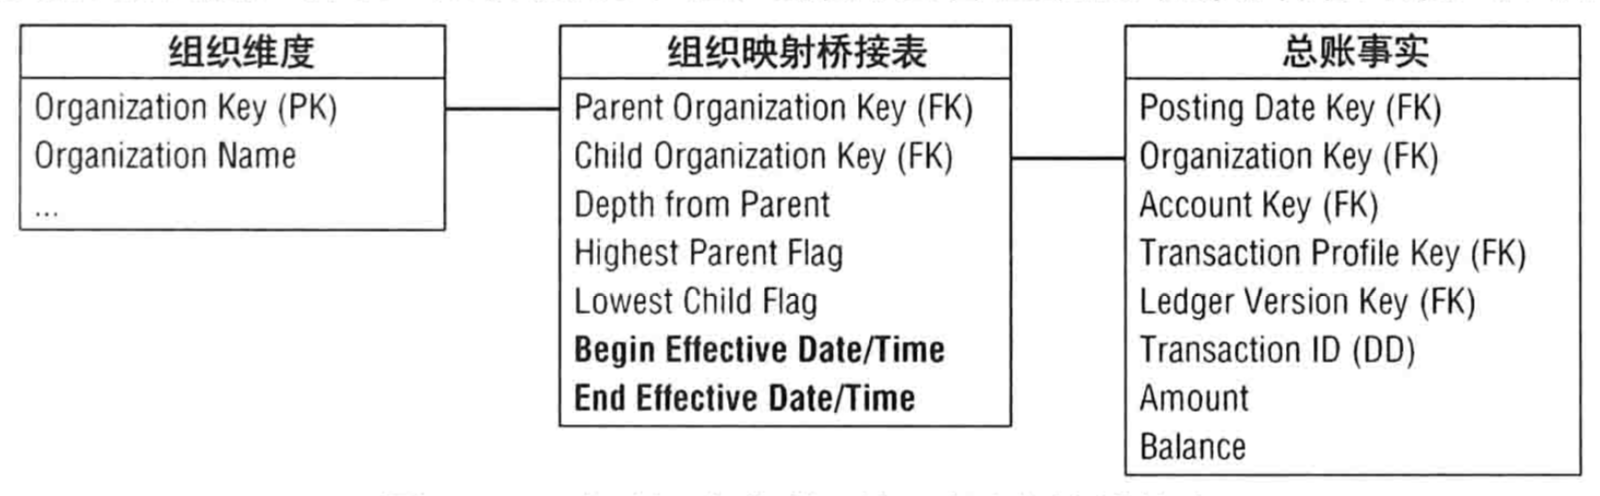 组织维度
Organization Key (PK)
Organization Name
...
组织映射桥接表
Parent Organization Key (FK)
Child Organization Key (FK)
Depth from Parent
Highest Parent Flag
Lowest Child Flag
Begin Effective Date/Time
End Effective Date/Time
总账事实
Posting Date Key (FK)
Organization Key (FK)
Account Key (FK)
Transaction Profile Key (FK)
Ledger Version Key (FK)
Transaction ID (DD)
Amount
Balance